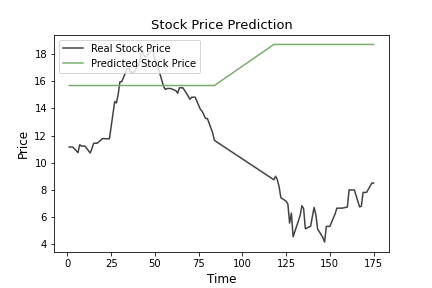 Stock Price Prediction
Real Stock Price
Predicted Stock Price
Price
18
16
14
12
10
8
6
4
0 25 50 75 100 125 150 175
Time